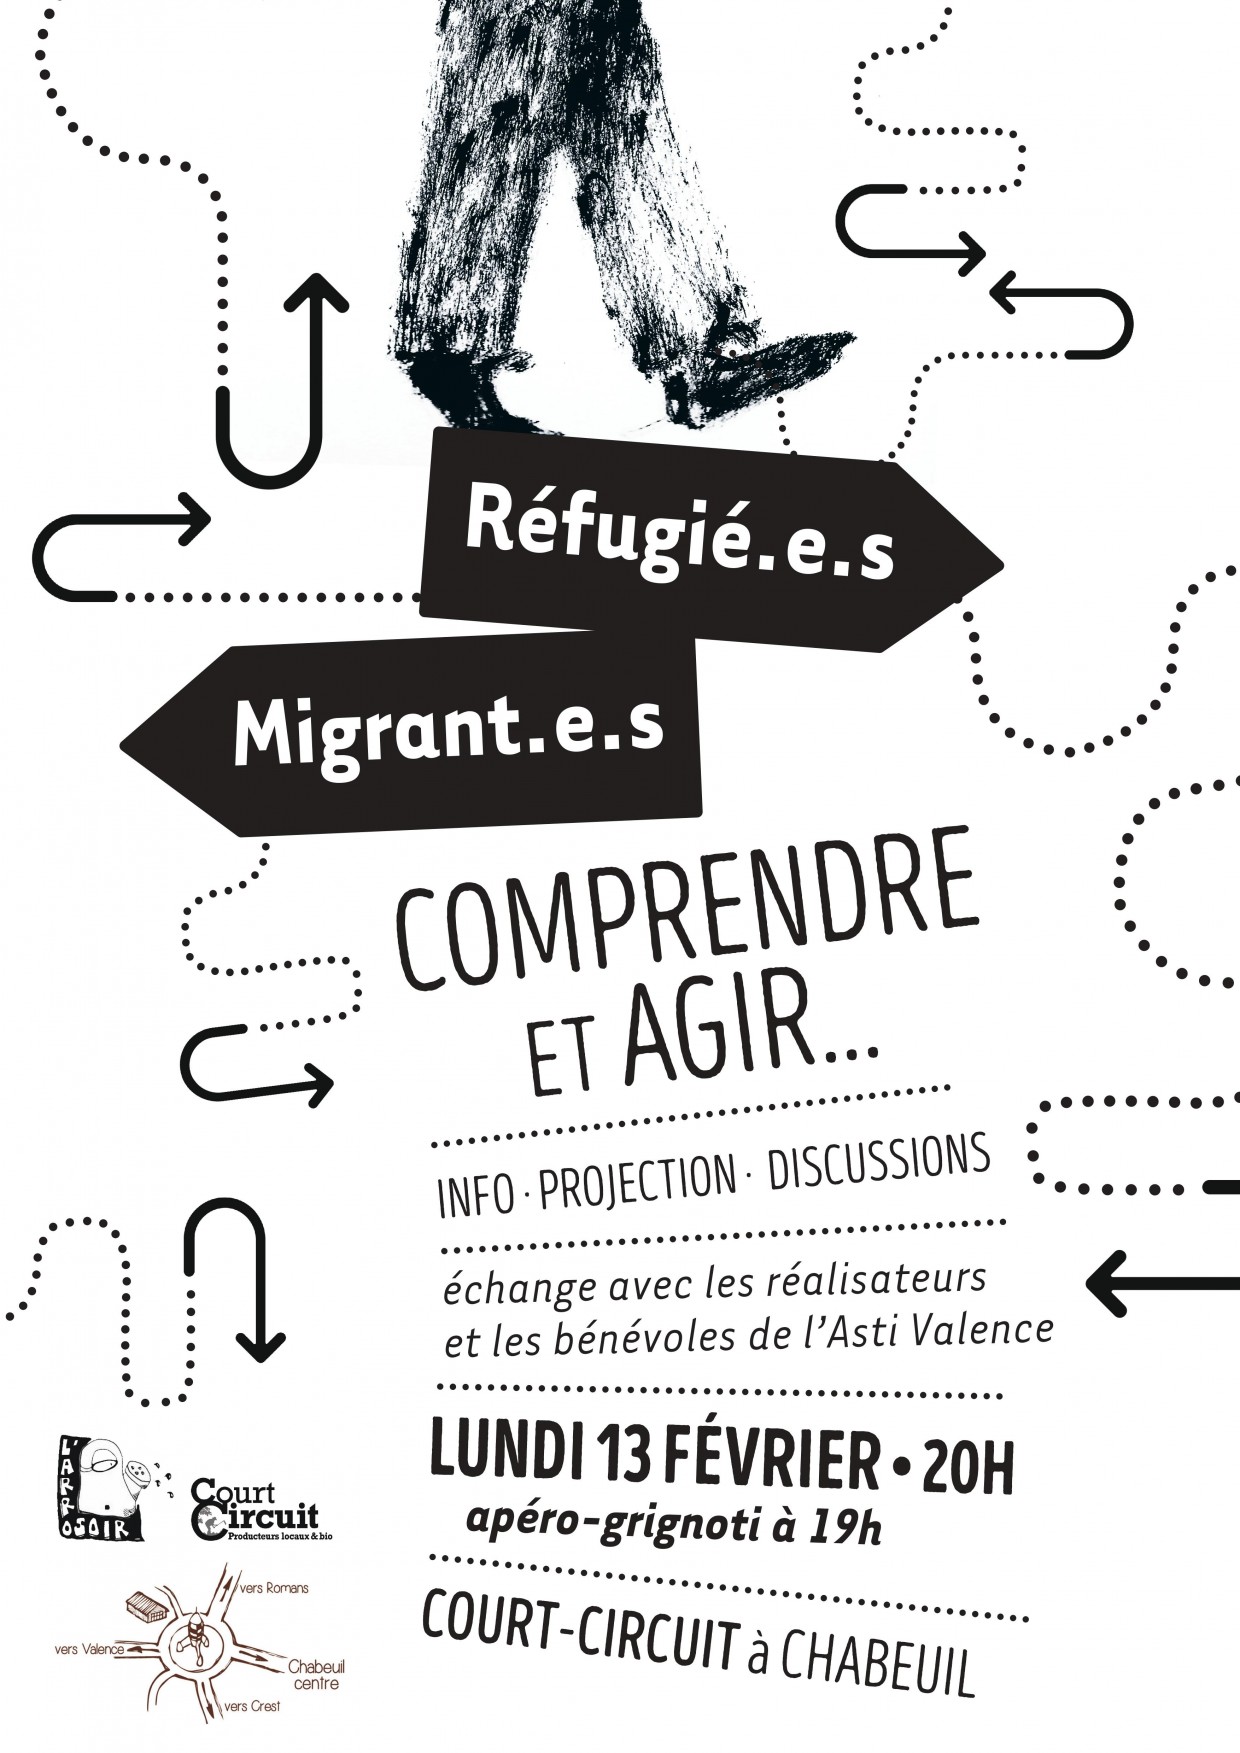 Réfugié.e.s
Migrant.e.s
COMPRENDRE
ET AGIR...
INFO · PROJECTION · DISCUSSIONS
échange avec les réalisateurs
et les bénévoles de l'Asti Valence
LUNDI 13 FÉVRIER • 20H
apéro-grignoti à 19h
COURT-CIRCUIT à CHABEUIL
L'ARROSOIR
Court
Circuit
Producteurs locaux & bio
vers Romans
vers Valence
Chabeuil
centre
vers Crest